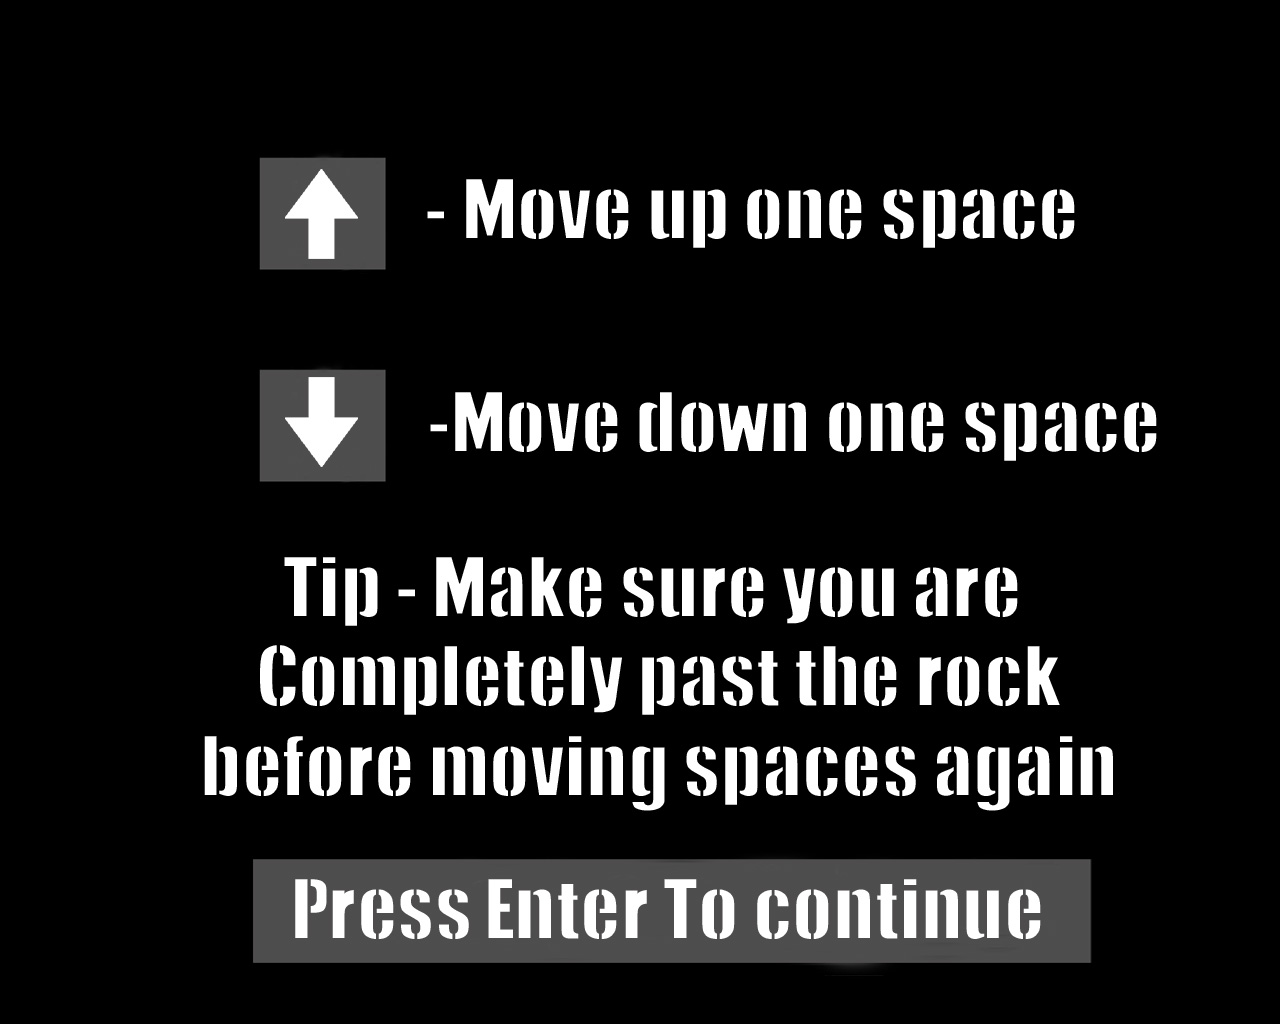 - Move up one space
-Move down one space
Tip - Make sure you are
Completely past the rock
before moving spaces again
Press Enter To continue